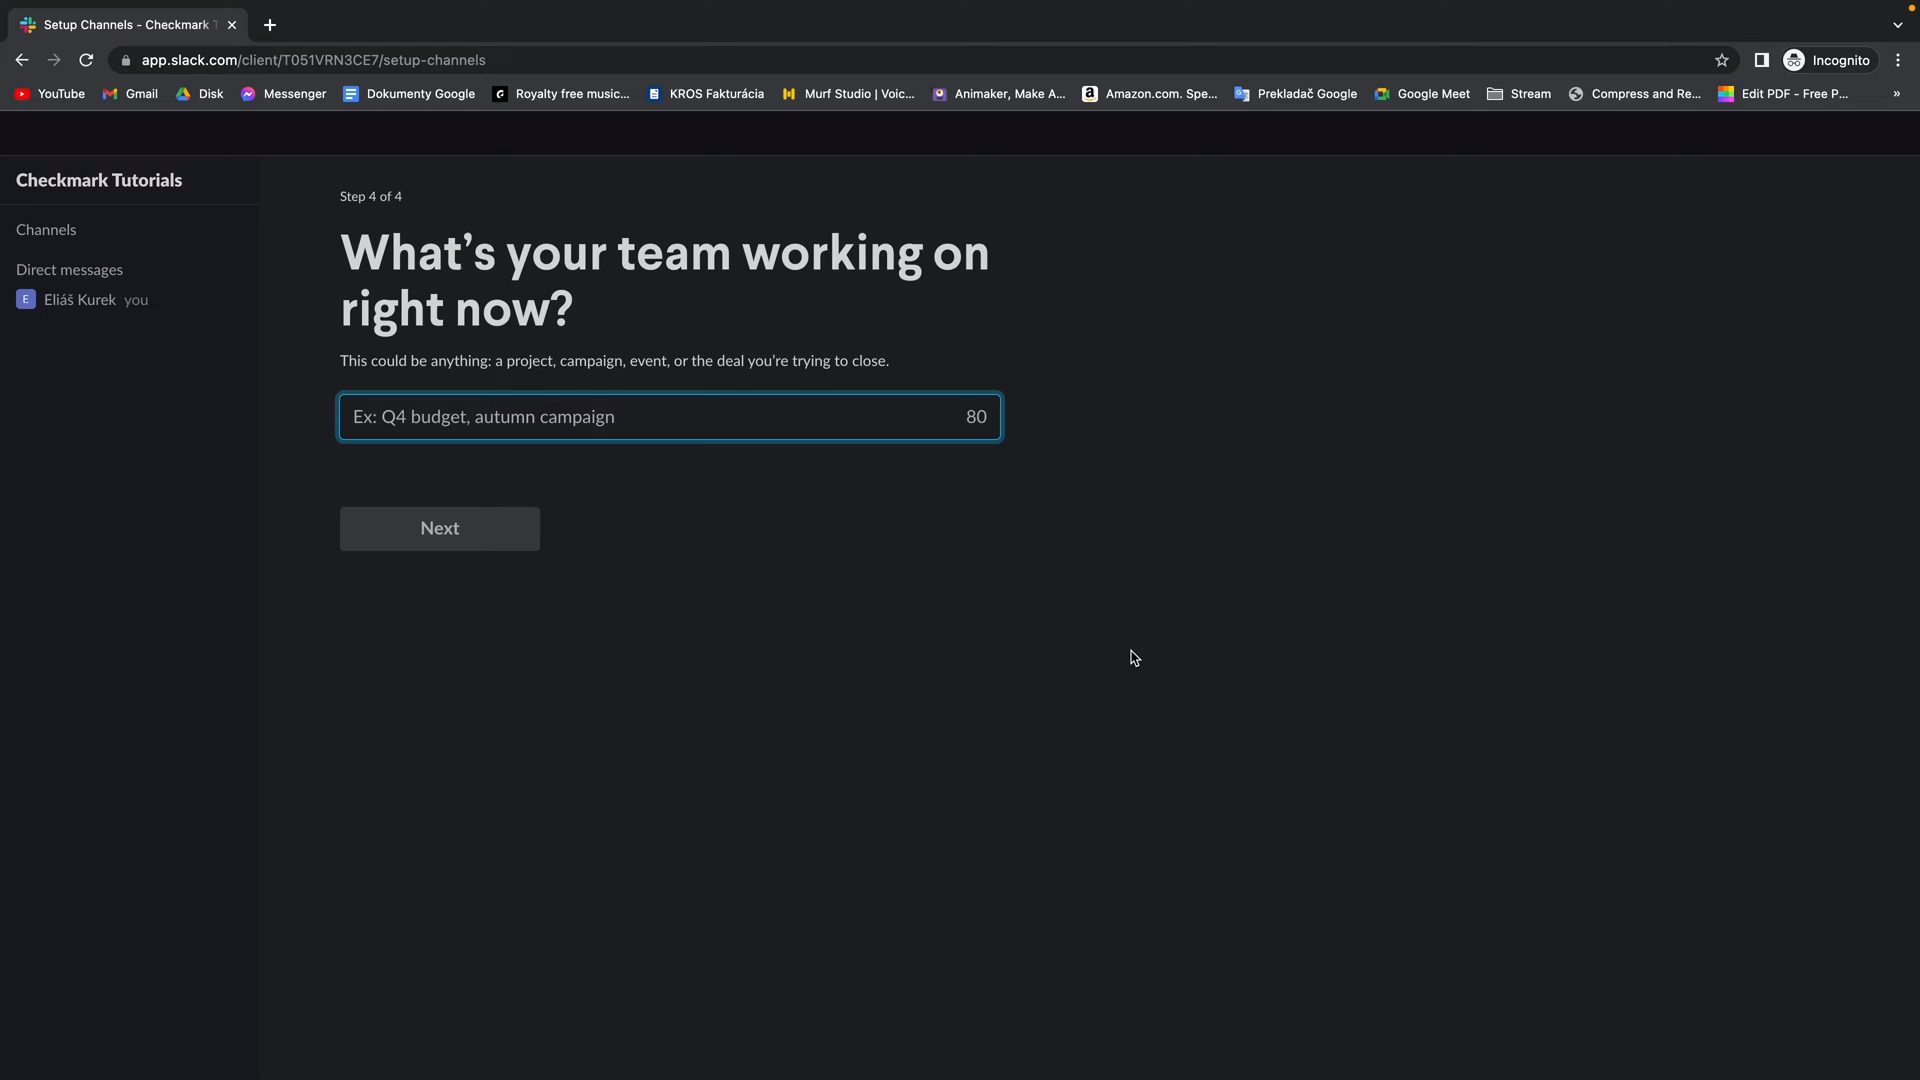 Setup Channels - Checkmark T
app.slack.com/client/T051VRN3CE7/setup-channels
Incognito
YouTube
Gmail
Disk
Messenger
Dokumenty Google
Royalty free music...
KROS Fakturácia
Murf Studio | Voic...
Animaker, Make A...
Amazon.com. Spe...
Prekladač Google
Google Meet
Stream
Compress and Re...
Edit PDF - Free P...
»
Checkmark Tutorials
Channels
Direct messages
E Eliáš Kurek you
Step 4 of 4
What’s your team working on
right now?
This could be anything: a project, campaign, event, or the deal you’re trying to close.
Ex: Q4 budget, autumn campaign 80
Next